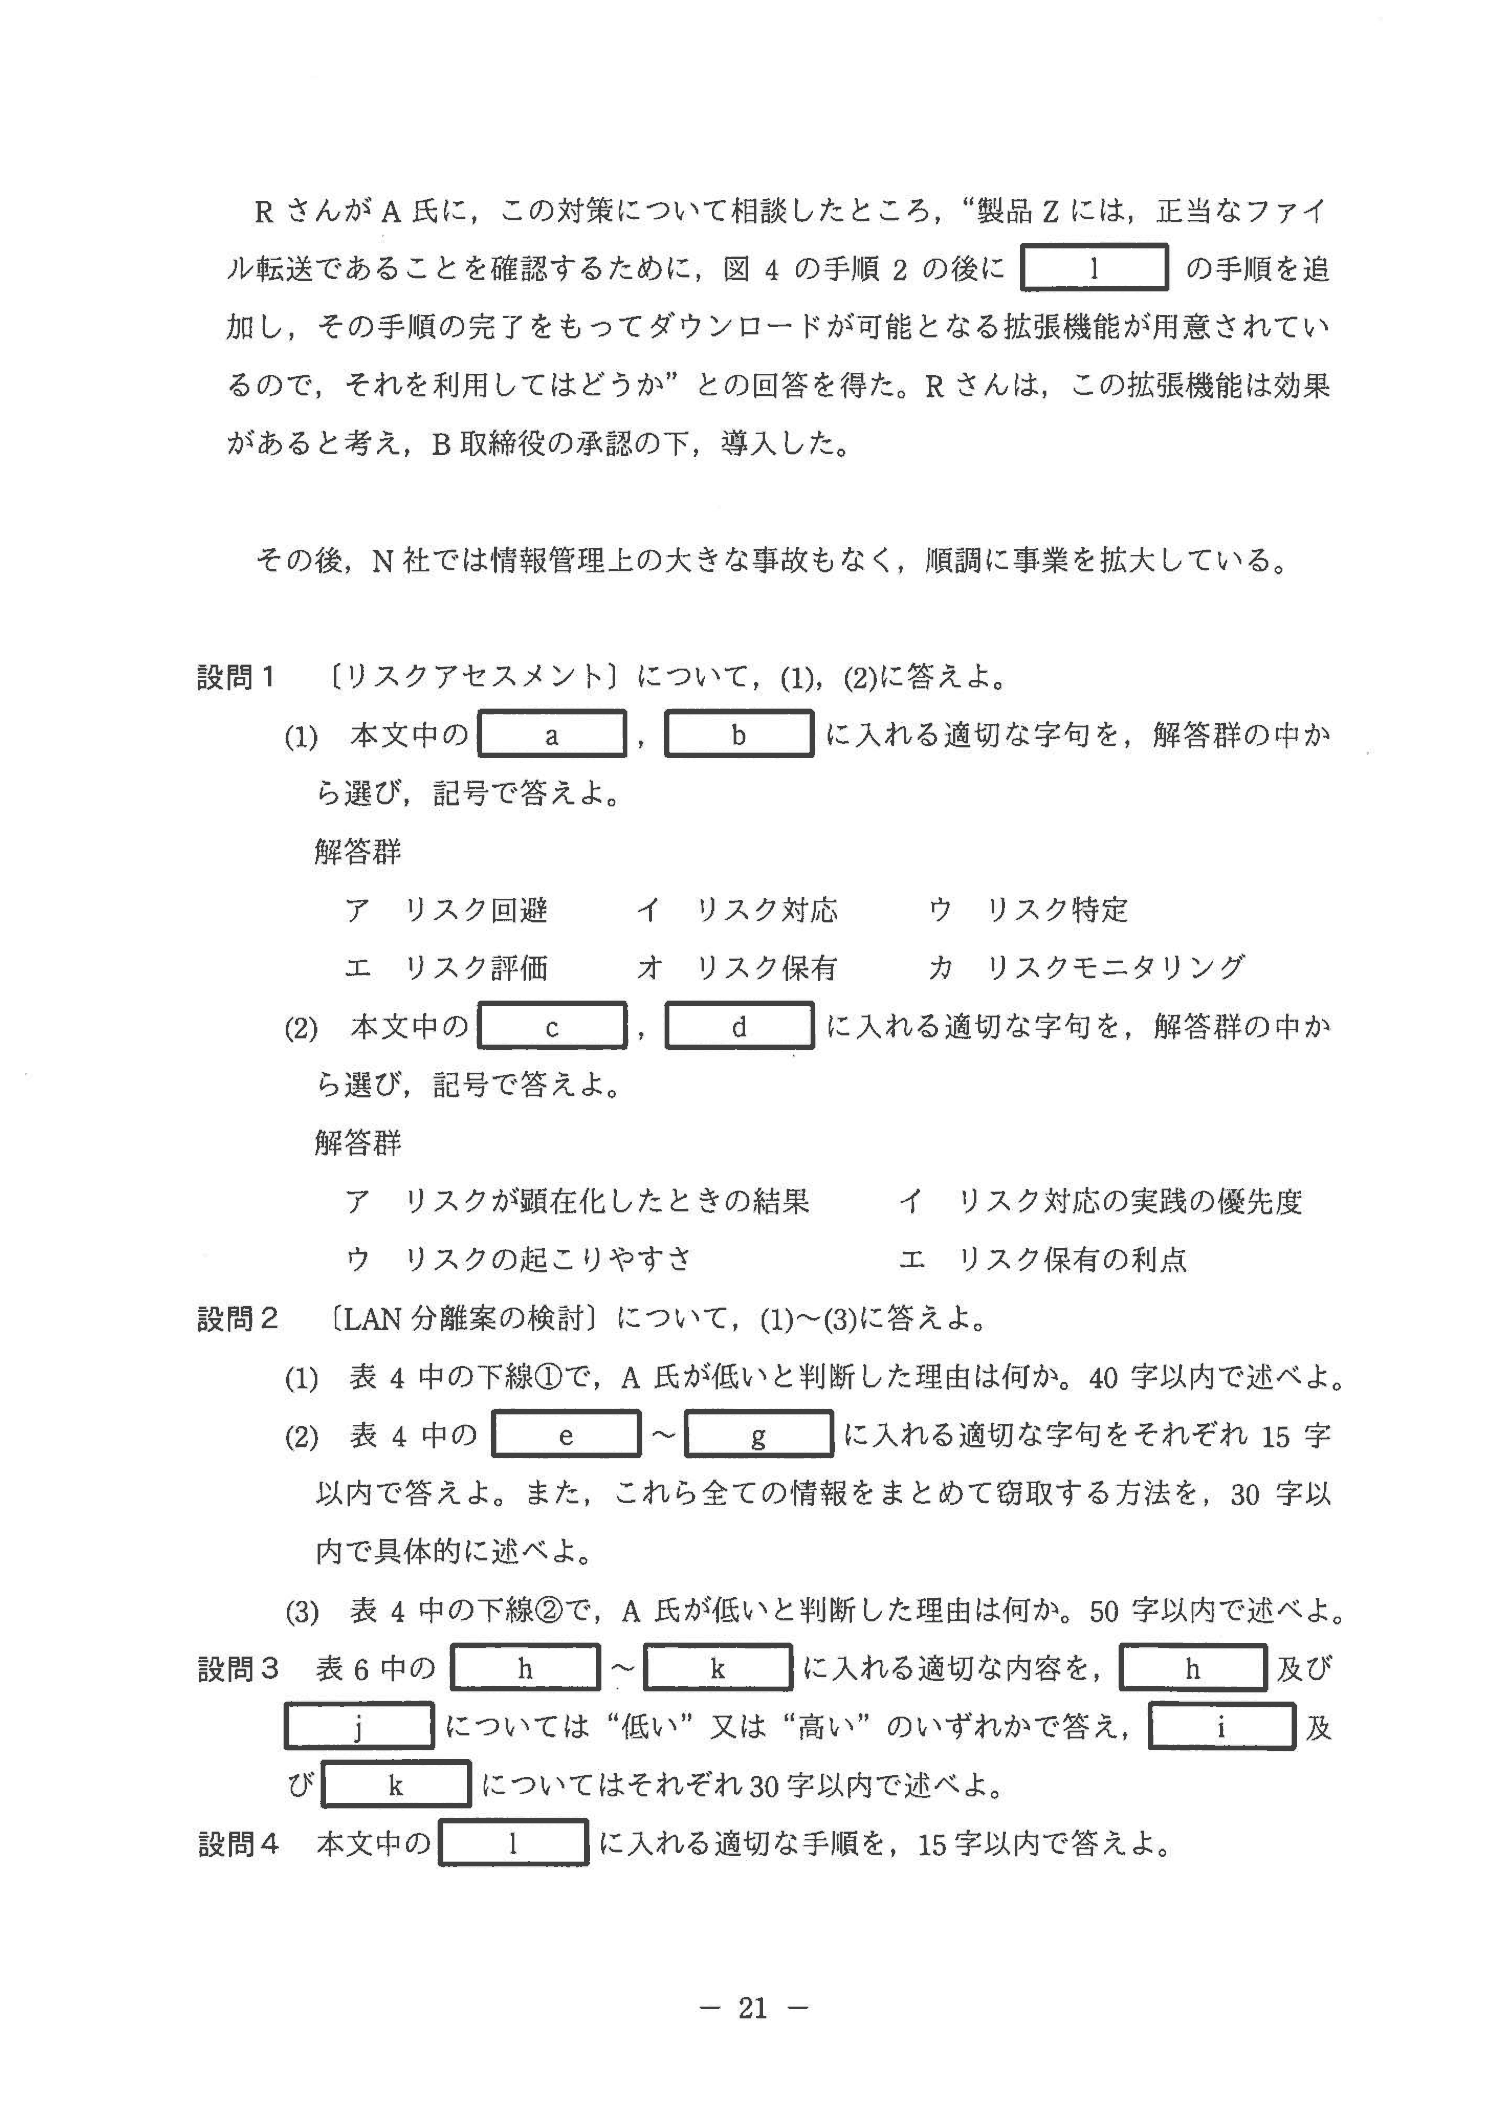 R さんが A 氏に，この対策について相談したところ，“製品 Z には，正当なファイ
ル転送であることを確認するために，図 4 の手順 2 の後に l の手順を追
加し，その手順の完了をもってダウンロードが可能となる拡張機能が用意されてい
るので，それを利用してはどうか” との回答を得た。R さんは，この拡張機能は効果
があると考え，B 取締役の承認の下，導入した。
その後，N 社では情報管理上の大きな事故もなく，順調に事業を拡大している。
設問1 〔リスクアセスメント〕について，(1)，(2)に答えよ。
(1) 本文中の a ， b に入れる適切な字句を，解答群の中か
ら選び，記号で答えよ。
解答群
ア リスク回避 イ リスク対応 ウ リスク特定
エ リスク評価 オ リスク保有 カ リスクモニタリング
(2) 本文中の c ， d に入れる適切な字句を，解答群の中か
ら選び，記号で答えよ。
解答群
ア リスクが顕在化したときの結果 イ リスク対応の実践の優先度
ウ リスクの起こりやすさ エ リスク保有の利点
設問2 〔LAN 分離案の検討〕について，(1)～(3)に答えよ。
(1) 表 4 中の下線①で，A 氏が低いと判断した理由は何か。40 字以内で述べよ。
(2) 表 4 中の e ～ g に入れる適切な字句をそれぞれ 15 字
以内で答えよ。また，これら全ての情報をまとめて窃取する方法を，30 字以
内で具体的に述べよ。
(3) 表 4 中の下線②で，A 氏が低いと判断した理由は何か。50 字以内で述べよ。
設問3 表 6 中の h ～ k に入れる適切な内容を， h 及び
j については “低い” 又は “高い” のいずれかで答え， i 及
び k についてはそれぞれ 30 字以内で述べよ。
設問4 本文中の l に入れる適切な手順を，15 字以内で答えよ。
－ 21 －